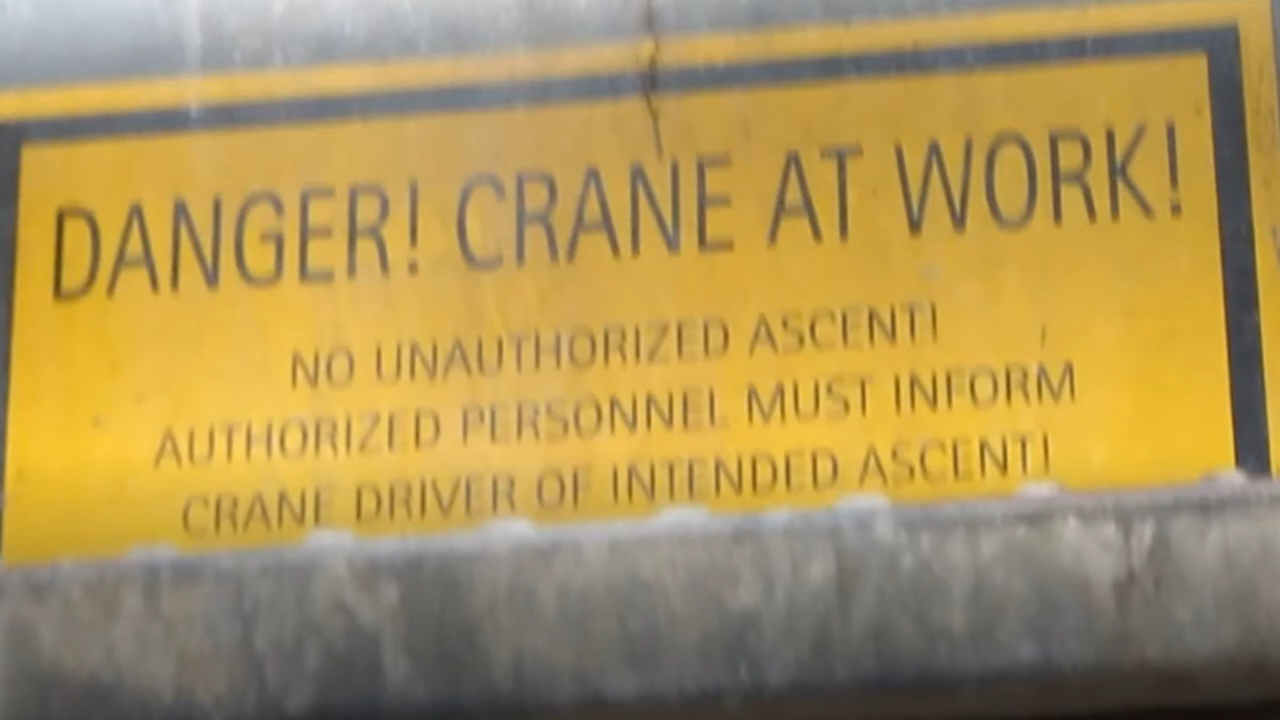 DANGER! CRANE AT WORK!
NO UNAUTHORIZED ASCENT!
AUTHORIZED PERSONNEL MUST INFORM
CRANE DRIVER OF INTENDED ASCENT!